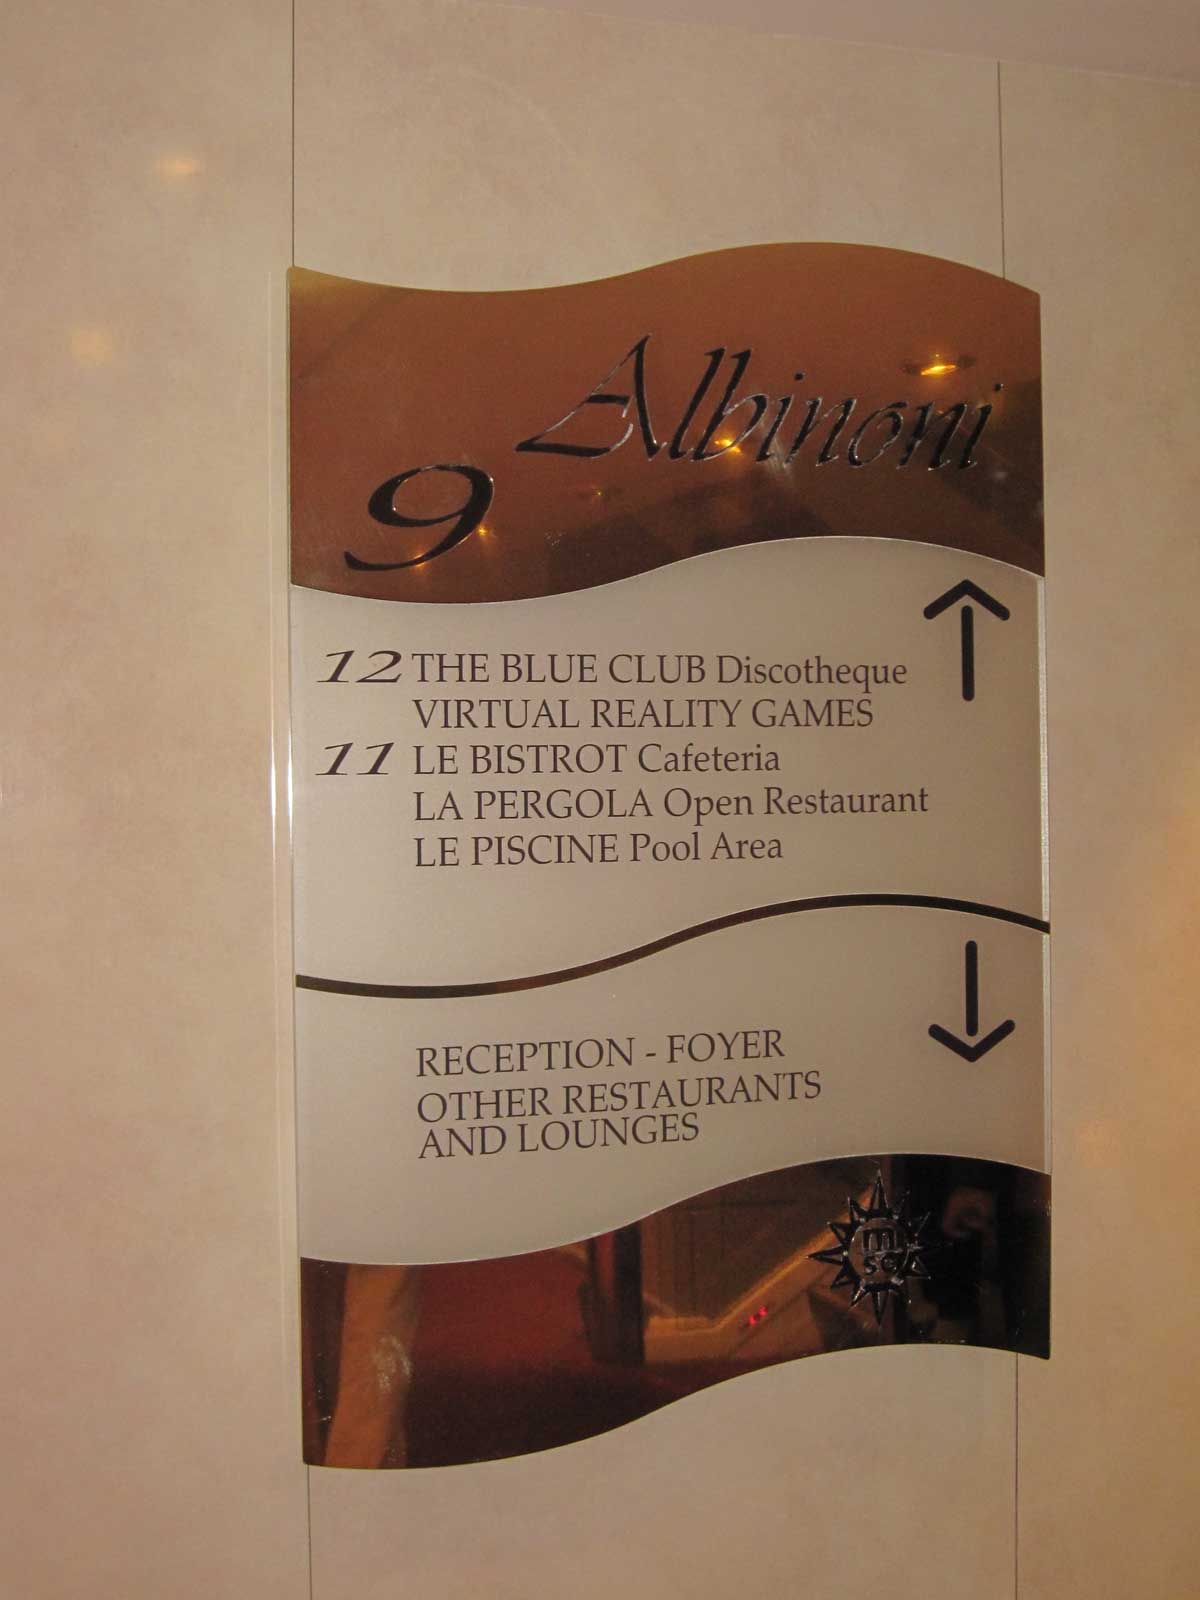 Albinoni
9
12 THE BLUE CLUB Discotheque
VIRTUAL REALITY GAMES
11 LE BISTROT Cafeteria
LA PERGOLA Open Restaurant
LE PISCINE Pool Area
RECEPTION - FOYER
OTHER RESTAURANTS
AND LOUNGES
m
sc